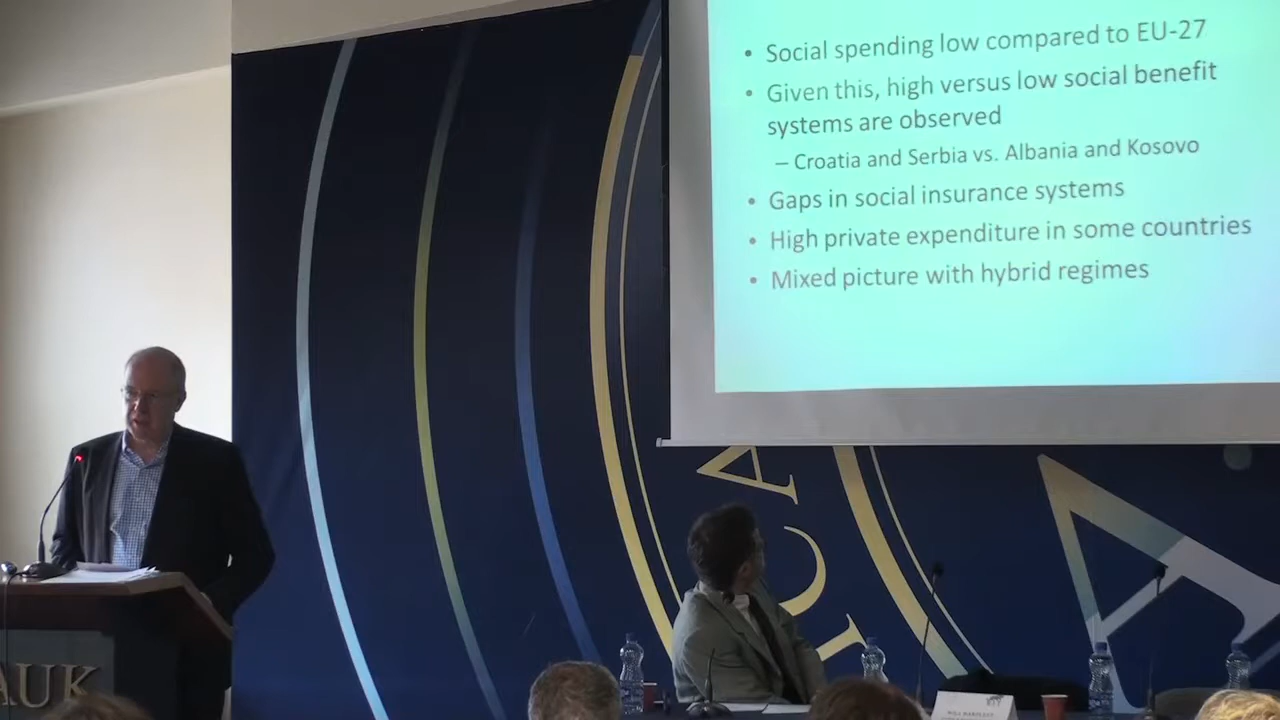 • Social spending low compared to EU-27
• Given this, high versus low social benefit
systems are observed
– Croatia and Serbia vs. Albania and Kosovo
• Gaps in social insurance systems
• High private expenditure in some countries
• Mixed picture with hybrid regimes
ICA
A
AUK